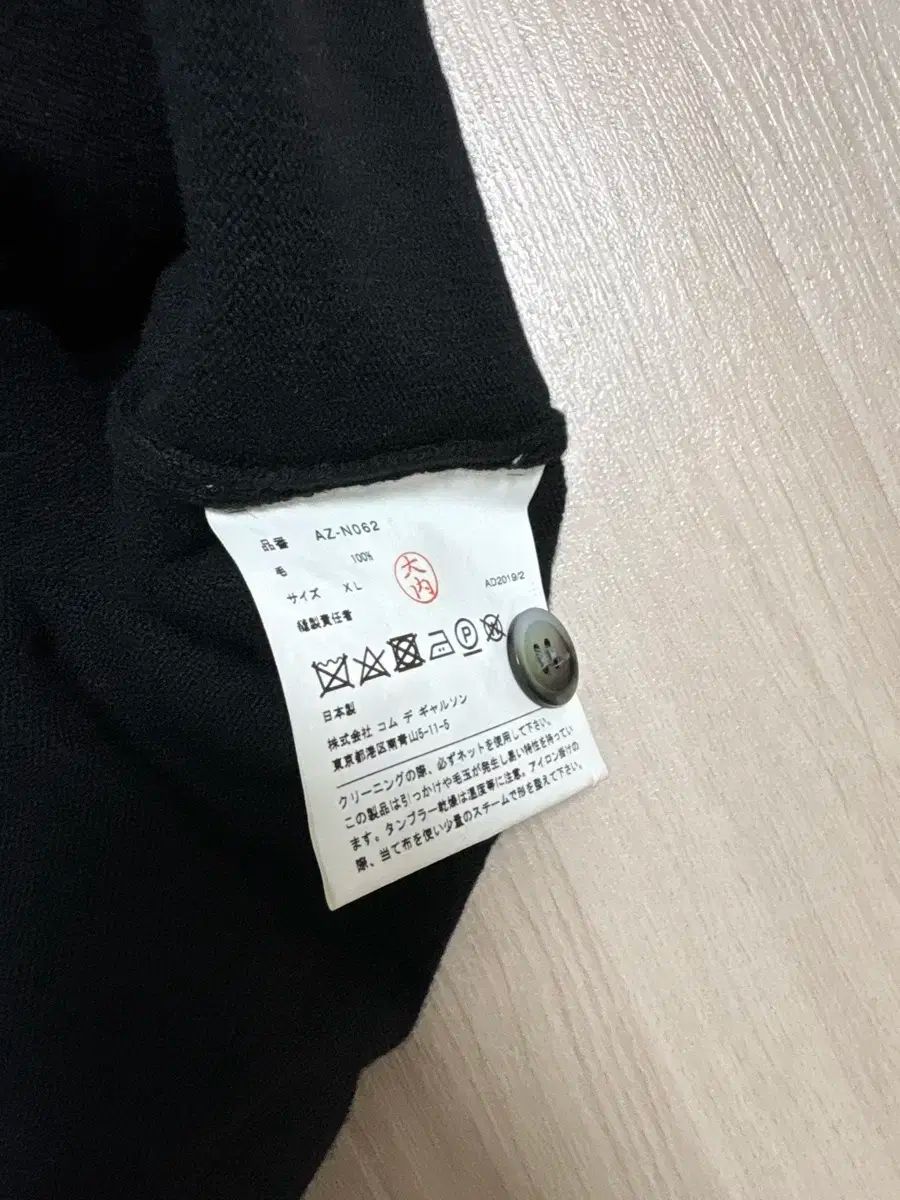 品番 AZ-N062
毛 100%
サイズ XL
大内
AD2019/2
縫製責任者
P
日本製
株式会社 コム デ ギャルソン
東京都港区南青山5-11-5
クリーニングの際、必ずネットを使用して下さい。
この製品は引っかけや毛玉が発生し易い特性を持ってい
ます。タンブラー乾燥は温度等に注意。アイロン掛けの
際、当て布を使い少量のスチームで形を整えて下さい。